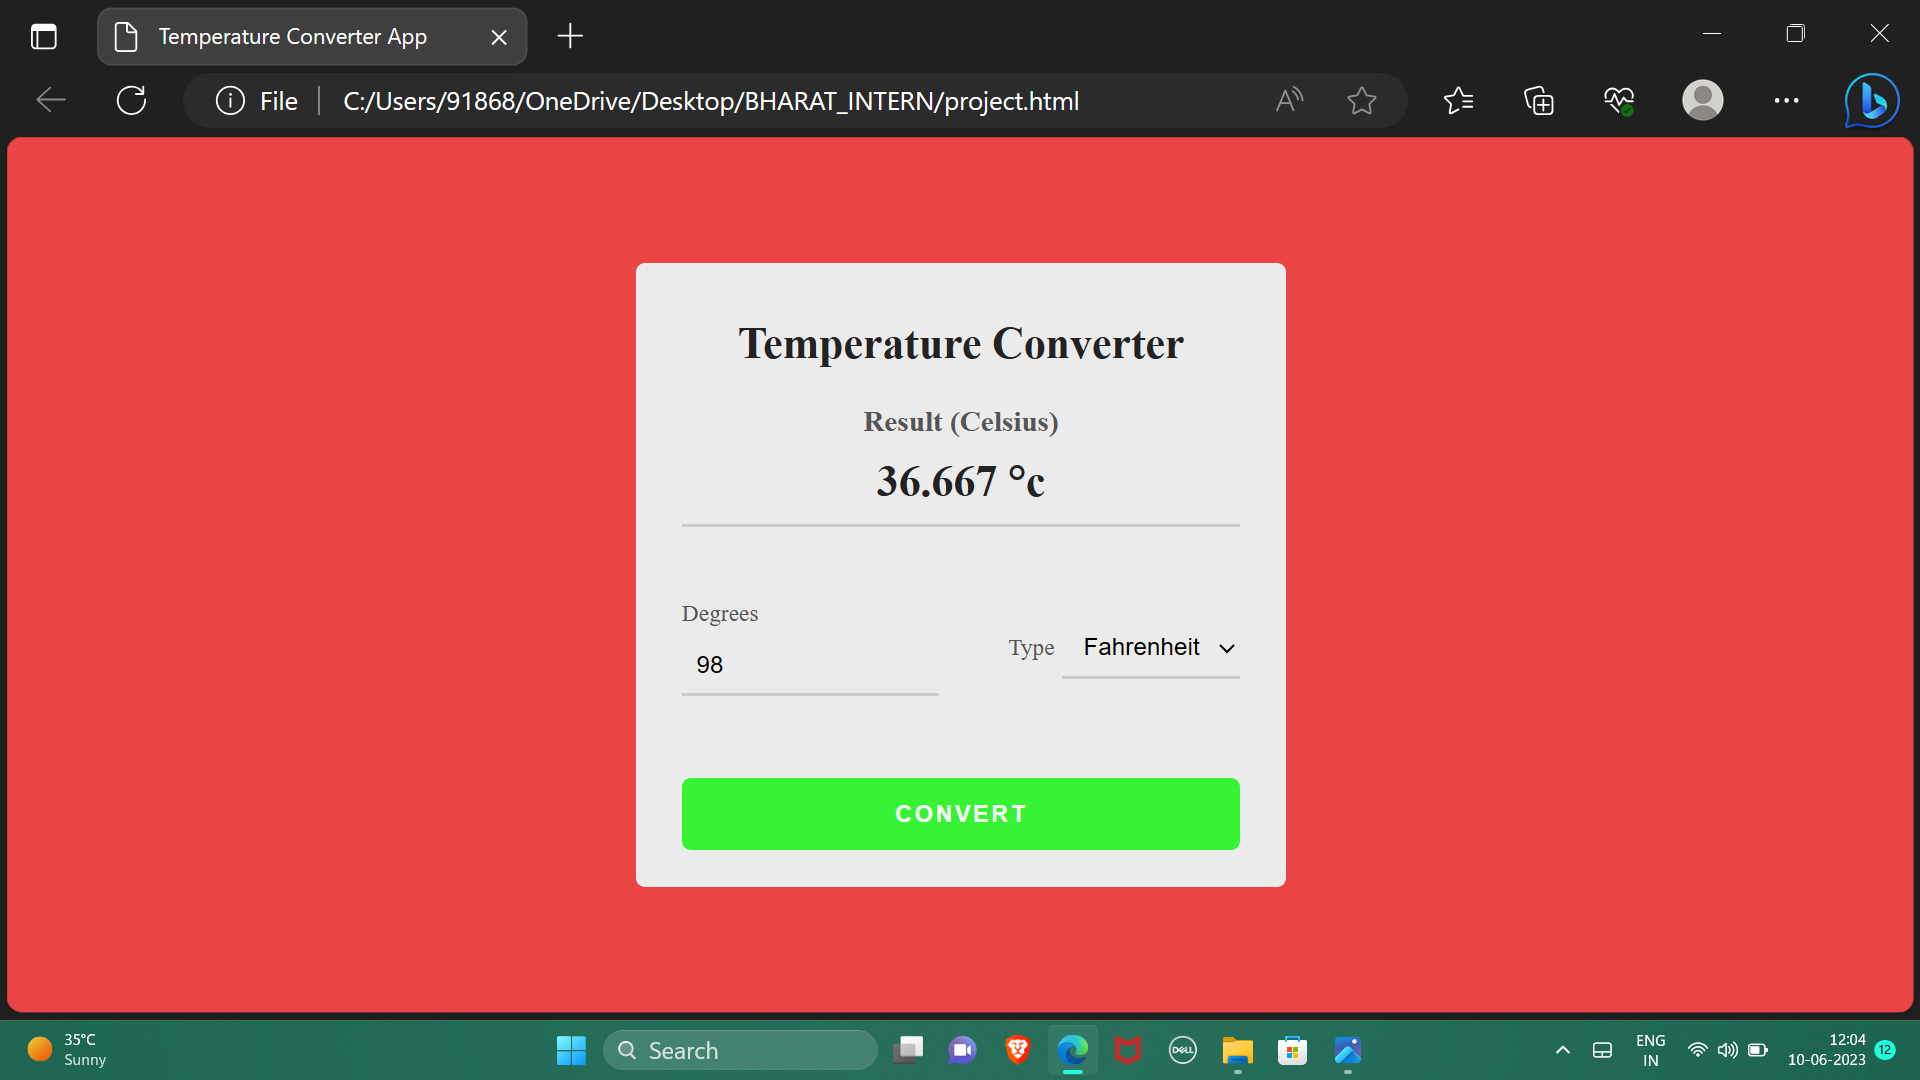 Temperature Converter App
File C:/Users/91868/OneDrive/Desktop/BHARAT_INTERN/project.html
Temperature Converter
Result (Celsius)
36.667 °c
Degrees
98
Type Fahrenheit
CONVERT
35°C
Sunny
Search
DELL
ENG
IN
12:04
10-06-2023
12